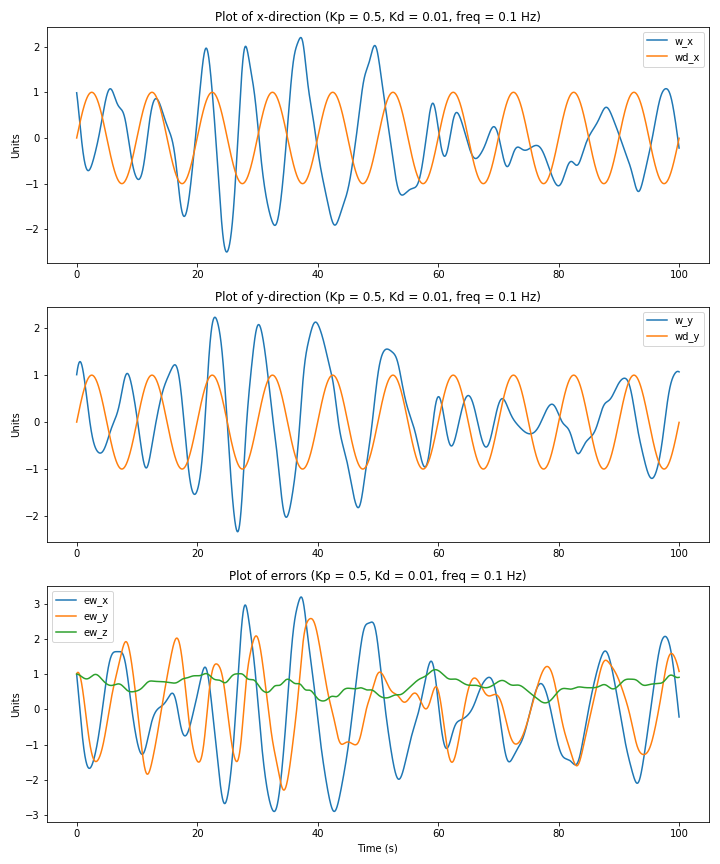 Plot of x-direction (Kp = 0.5, Kd = 0.01, freq = 0.1 Hz)
w_x
wd_x
Units
2
1
0
−1
−2
0 20 40 60 80 100
Plot of y-direction (Kp = 0.5, Kd = 0.01, freq = 0.1 Hz)
w_y
wd_y
Units
2
1
0
−1
−2
0 20 40 60 80 100
Plot of errors (Kp = 0.5, Kd = 0.01, freq = 0.1 Hz)
ew_x
ew_y
ew_z
Units
3
2
1
0
−1
−2
−3
0 20 40 60 80 100
Time (s)